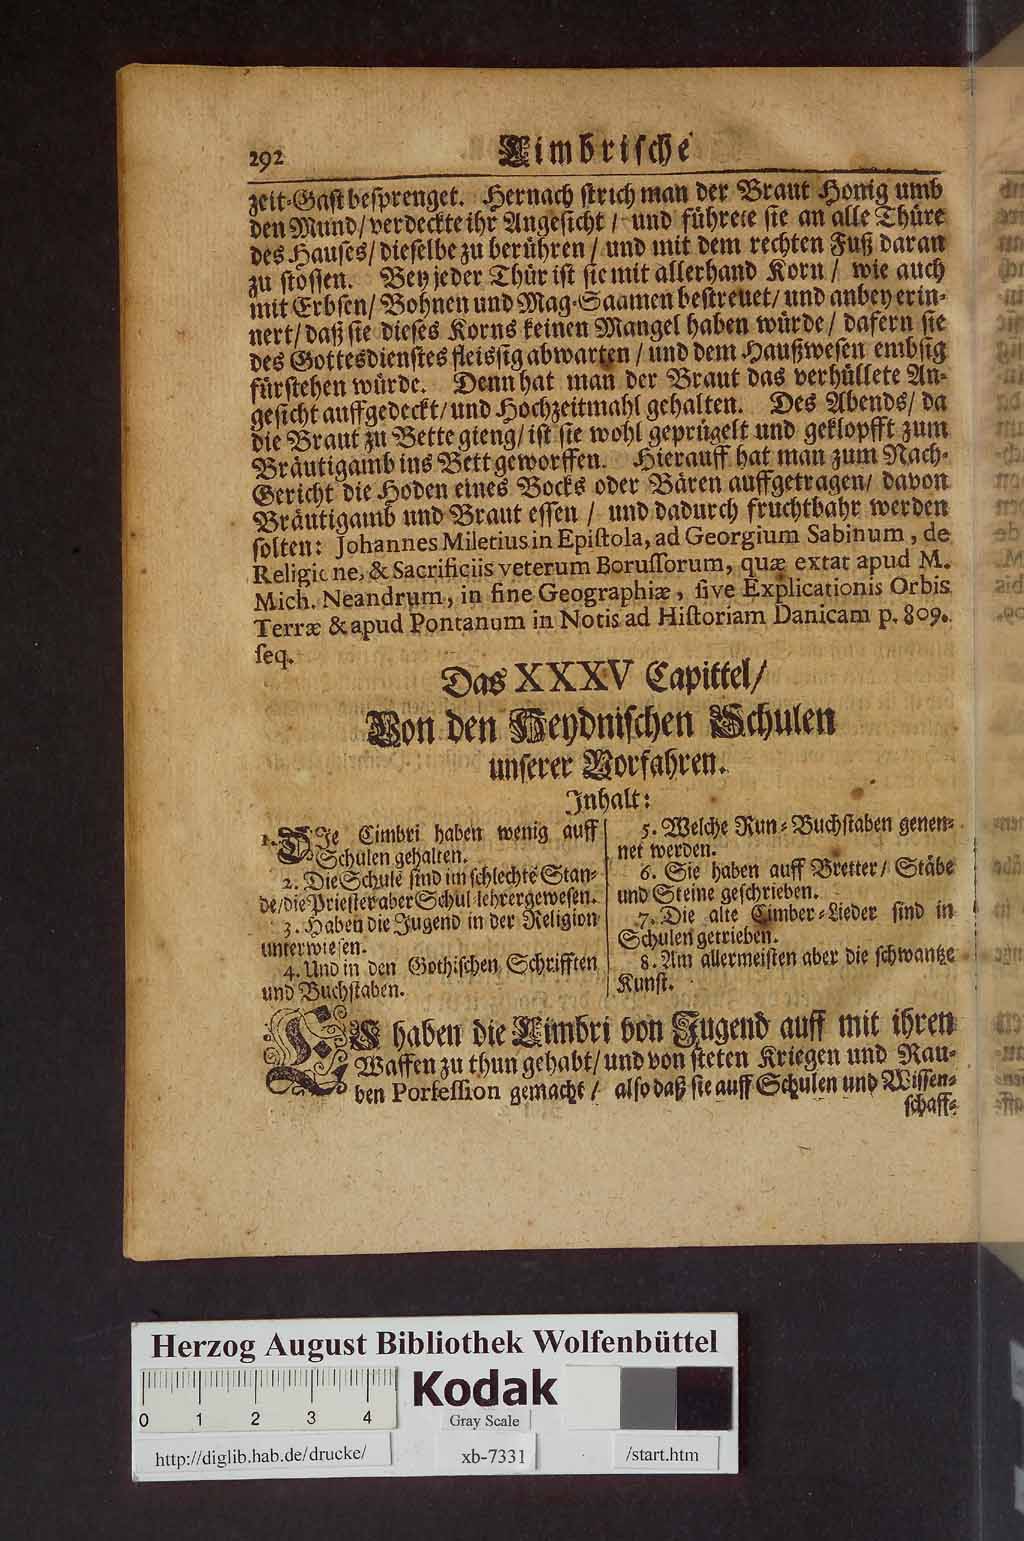 292 Cimbrische
zeit-Gast besprenget. Hernach strich man der Braut Honig umb
den Mund/ verdeckte ihr Angesicht/ und führete sie an alle Thüre
des Hauses/ dieselbe zu berühren/ und mit dem rechten Fuß daran
zu stossen. Bey jeder Thür ist sie mit allerhand Korn/ wie auch
mit Erbsen/ Bohnen und Mag-Saamen bestreuet/ und anbey erin-
nert/ daß sie dieses Korns keinen Mangel haben würde/ dafern sie
des Gottesdienstes fleissig abwarten/ und dem Haußwesen embsig
fürstehen würde. Denn hat man der Braut das verhüllete An-
gesicht auffgedeckt/ und Hochzeitmahl gehalten. Des Abends/ da
die Braut zu Bette gieng/ ist sie wohl geprügelt und geklopfft zum
Bräutigamb ins Bett geworffen. Hierauff hat man zum Nach-
Gericht die Hoden eines Bocks oder Bären auffgetragen/ davon
Bräutigamb und Braut essen/ und dadurch fruchtbahr werden
solten: Johannes Miletius in Epistola, ad Georgium Sabinum, de
Religione, & Sacrificiis veterum Borussorum, quæ extat apud M.
Mich. Neandrum, in fine Geographiæ, sive Explicationis Orbis
Terræ & apud Pontanum in Notis ad Historiam Danicam p. 809.
seq.
Das XXXV Capittel/
Von den Heydnischen Schulen
unserer Vorfahren.
Inhalt:
1. DIe Cimbri haben wenig auff
Schulen gehalten.
2. Die Schule sind im schlechte Stan-
de/ die Priester aber Schul lehrer gewesen.
3. Haben die Jugend in der Religion
unterwiesen.
4. Und in den Gothischen Schrifften
und Buchstaben.
5. Welche Run-Buchstaben genen-
net werden.
6. Sie haben auff Bretter/ Stäbe
und Steine geschrieben.
7. Die alte Cimber-Lieder sind in
Schulen getrieben.
8. Am allermeisten aber die schwartze
Kunst.
ES haben die Cimbri von Jugend auff mit ihren
Waffen zu thun gehabt/ und von steten Kriegen und Rau-
ben Porfession gemacht/ also daß sie auff Schulen und Wissen-
schaff-
Herzog August Bibliothek Wolfenbüttel
0 1 2 3 4
Kodak
Gray Scale
http://diglib.hab.de/drucke/ xb-7331 /start.htm